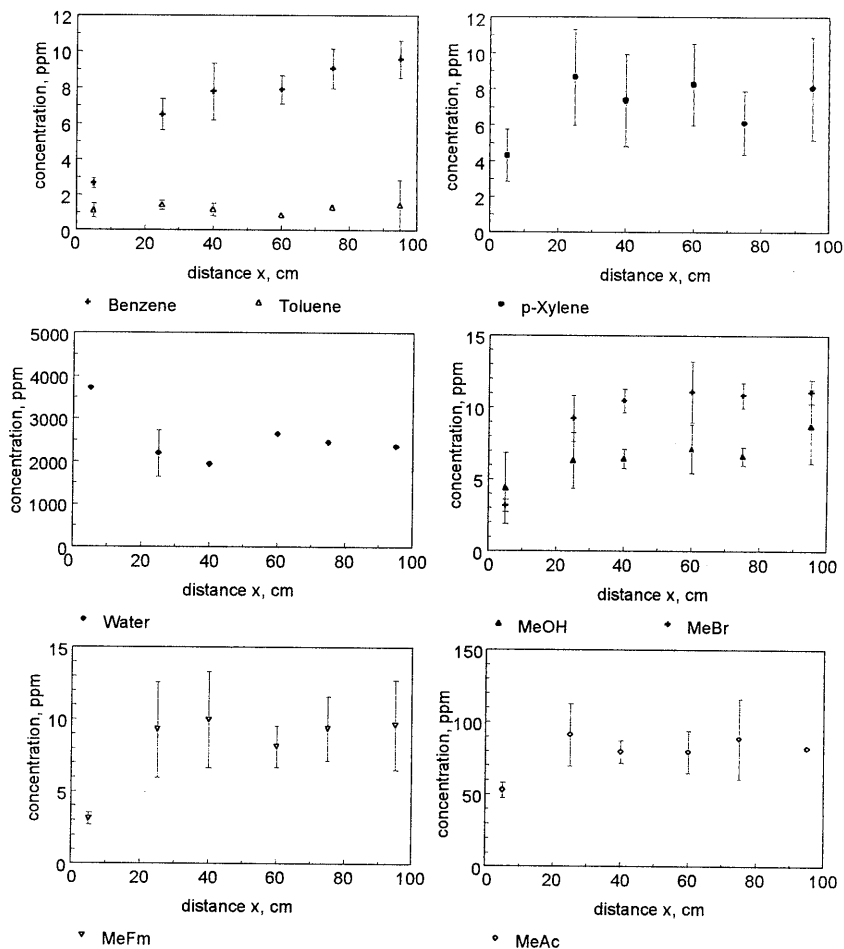 12
10
8
6
4
2
0
0 20 40 60 80 100
concentration, ppm
distance x, cm
Benzene Toluene
12
10
8
6
4
2
0
0 20 40 60 80 100
concentration, ppm
distance x, cm
p-Xylene
5000
4000
3000
2000
1000
0
0 20 40 60 80 100
concentration, ppm
distance x, cm
Water
15
10
5
0
0 20 40 60 80 100
concentration, ppm
distance x, cm
MeOH MeBr
15
10
5
0
0 20 40 60 80 100
concentration, ppm
distance x, cm
MeFm
150
100
50
0
0 20 40 60 80 100
concentration, ppm
distance x, cm
MeAc